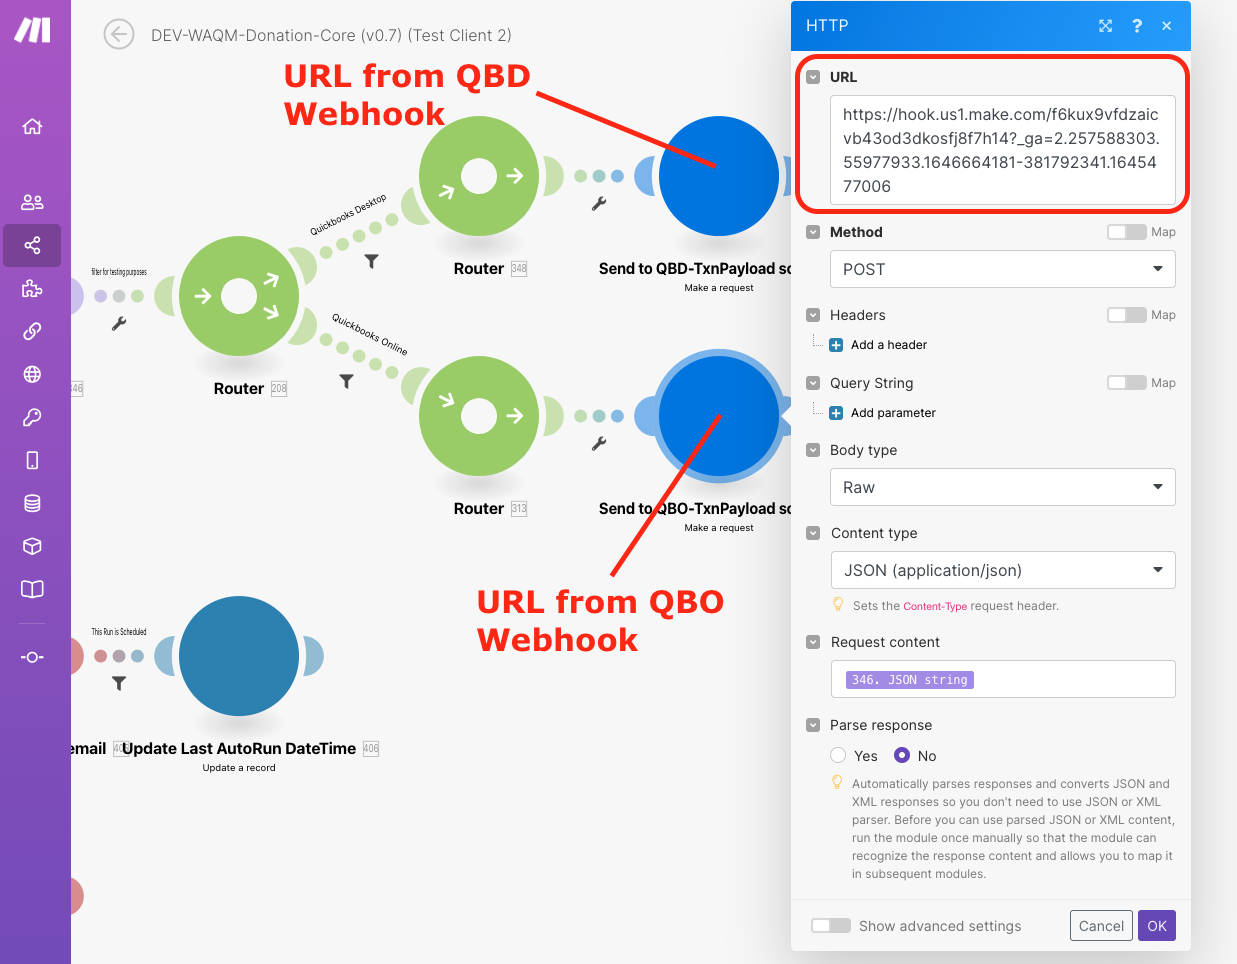 DEV-WAQM-Donation-Core (v0.7) (Test Client 2)
URL from QBD
Webhook
Quickbooks Desktop
filter for testing purposes
Router 348
Send to QBD-TxnPayload sc
Make a request
Quickbooks Online
346
Router 208
Router 313
Send to QBO-TxnPayload sc
Make a request
URL from QBO
Webhook
This Run is Scheduled
email
Update Last AutoRun DateTime 406
Update a record
HTTP
?
URL
https://hook.us1.make.com/f6kux9vfdzaic
vb43od3dkosfj8f7h14?_ga=2.257588303.
55977933.1646664181-381792341.16454
77006
Method
Map
POST
Headers
Map
Add a header
Query String
Map
Add parameter
Body type
Raw
Content type
JSON (application/json)
Sets the Content-Type request header.
Request content
346. JSON string
Parse response
Yes No
Automatically parses responses and converts JSON and
XML responses so you don't need to use JSON or XML
parser. Before you can use parsed JSON or XML content,
run the module once manually so that the module can
recognize the response content and allows you to map it
in subsequent modules.
Show advanced settings
Cancel
OK